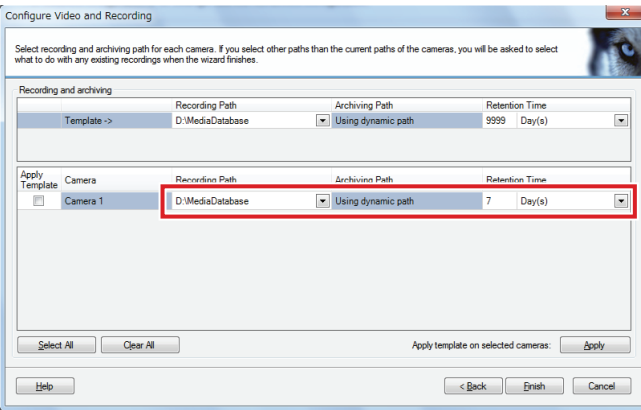 Configure Video and Recording
x
Select recording and archiving path for each camera. If you select other paths than the current paths of the cameras, you will be asked to select
what to do with any existing recordings when the wizard finishes.
Recording and archiving
Recording Path Archiving Path Retention Time
Template -> D:\MediaDatabase Using dynamic path 9999 Day(s)
Apply
Template Camera Recording Path Archiving Path Retention Time
Camera 1 D:\MediaDatabase Using dynamic path 7 Day(s)
Select All Clear All Apply template on selected cameras: Apply
Help < Back Finish Cancel